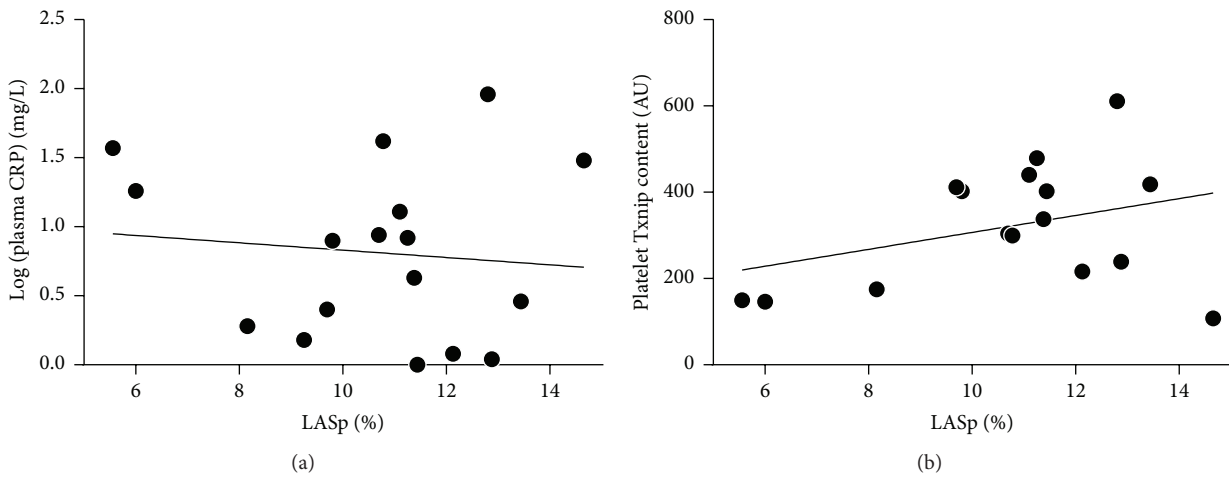 2.5
2.0
1.5
1.0
0.5
0.0
Log (plasma CRP) (mg/L)
6 8 10 12 14
LASp (%)
(a)
800
600
400
200
0
Platelet Txnip content (AU)
6 8 10 12 14
LASp (%)
(b)